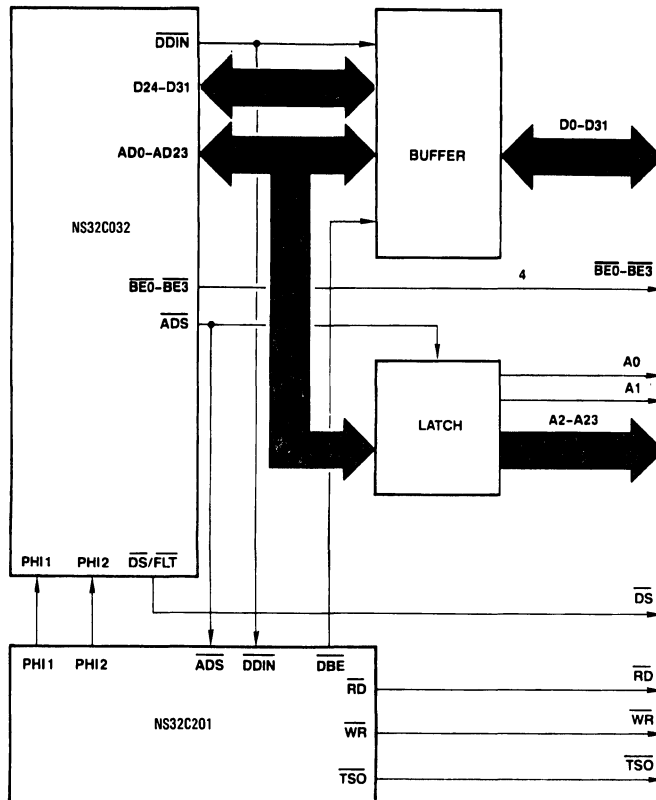 DDIN
D24-D31
D0-D31
AD0-AD23
BUFFER
NS32C032
BE0-BE3
4
BE0-BE3
ADS
A0
A1
A2-A23
LATCH
PHI1 PHI2 DS/FLT
DS
PHI1 PHI2 ADS DDIN DBE
RD
RD
NS32C201
WR
WR
TSO
TSO